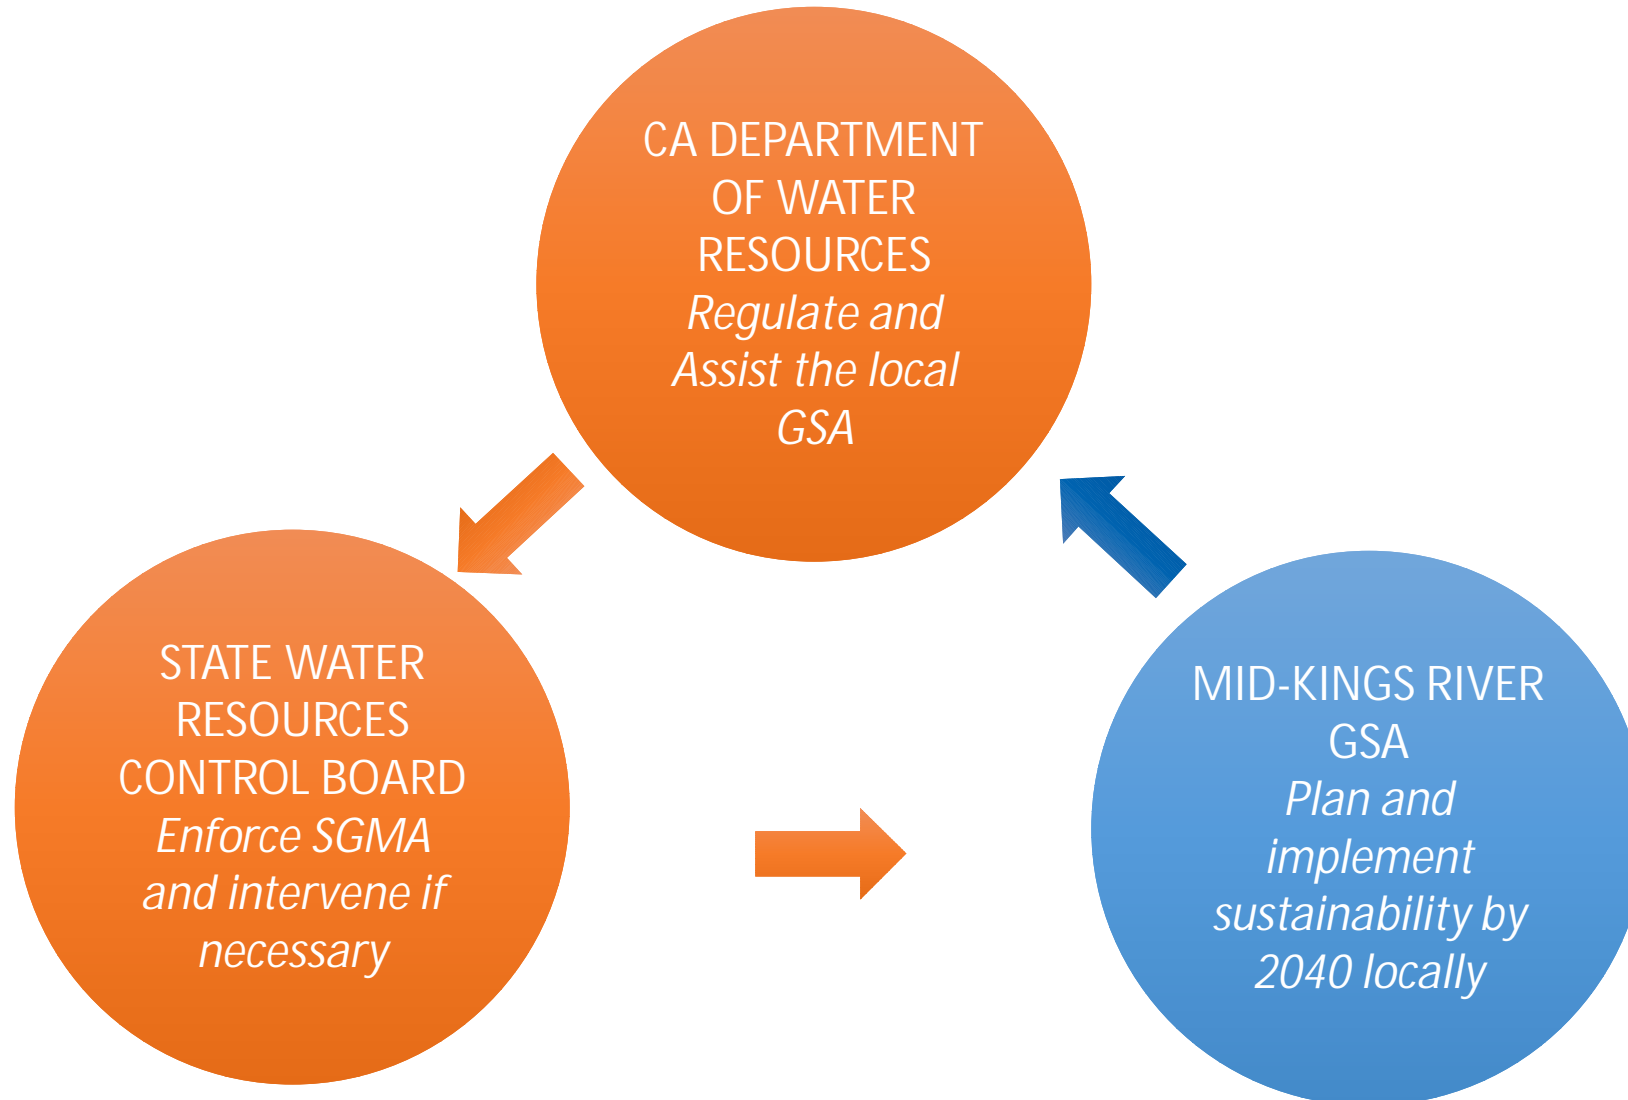 CA DEPARTMENT
OF WATER
RESOURCES
Regulate and
Assist the local
GSA
STATE WATER
RESOURCES
CONTROL BOARD
Enforce SGMA
and intervene if
necessary
MID-KINGS RIVER
GSA
Plan and
implement
sustainability by
2040 locally